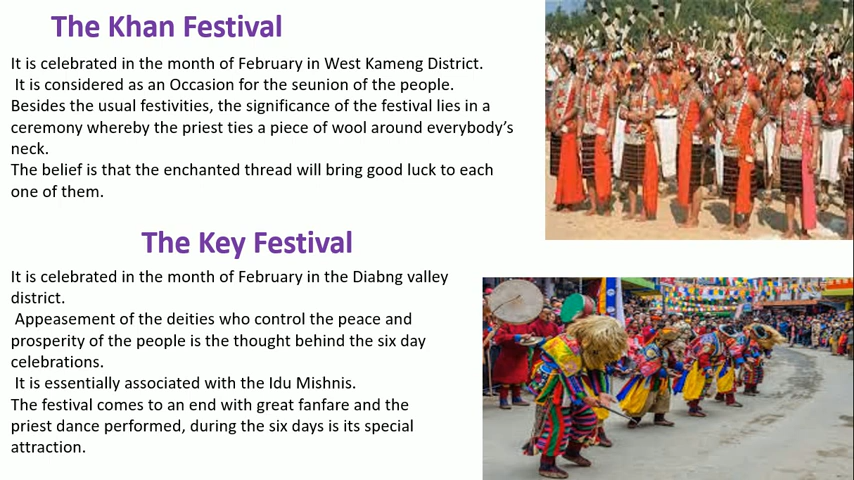 The Khan Festival
It is celebrated in the month of February in West Kameng District.
It is considered as an Occasion for the seunion of the people.
Besides the usual festivities, the significance of the festival lies in a
ceremony whereby the priest ties a piece of wool around everybody’s
neck.
The belief is that the enchanted thread will bring good luck to each
one of them.
The Key Festival
It is celebrated in the month of February in the Diabng valley
district.
Appeasement of the deities who control the peace and
prosperity of the people is the thought behind the six day
celebrations.
It is essentially associated with the Idu Mishnis.
The festival comes to an end with great fanfare and the
priest dance performed, during the six days is its special
attraction.